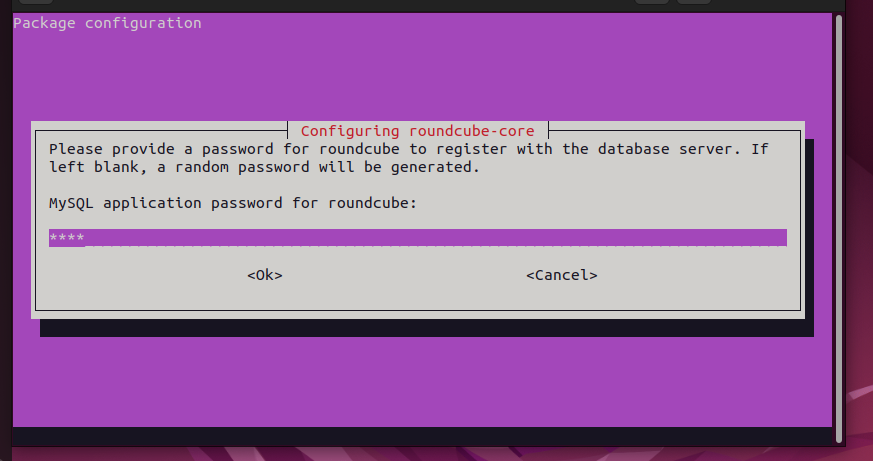 Package configuration
Configuring roundcube-core
Please provide a password for roundcube to register with the database server. If
left blank, a random password will be generated.
MySQL application password for roundcube:
****
<Ok> <Cancel>